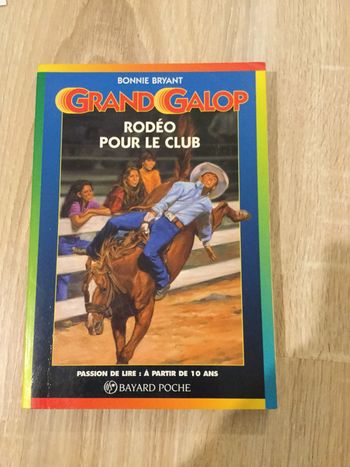 BONNIE BRYANT
GRAND GALOP
RODÉO
POUR LE CLUB
PASSION DE LIRE : À PARTIR DE 10 ANS
BAYARD POCHE